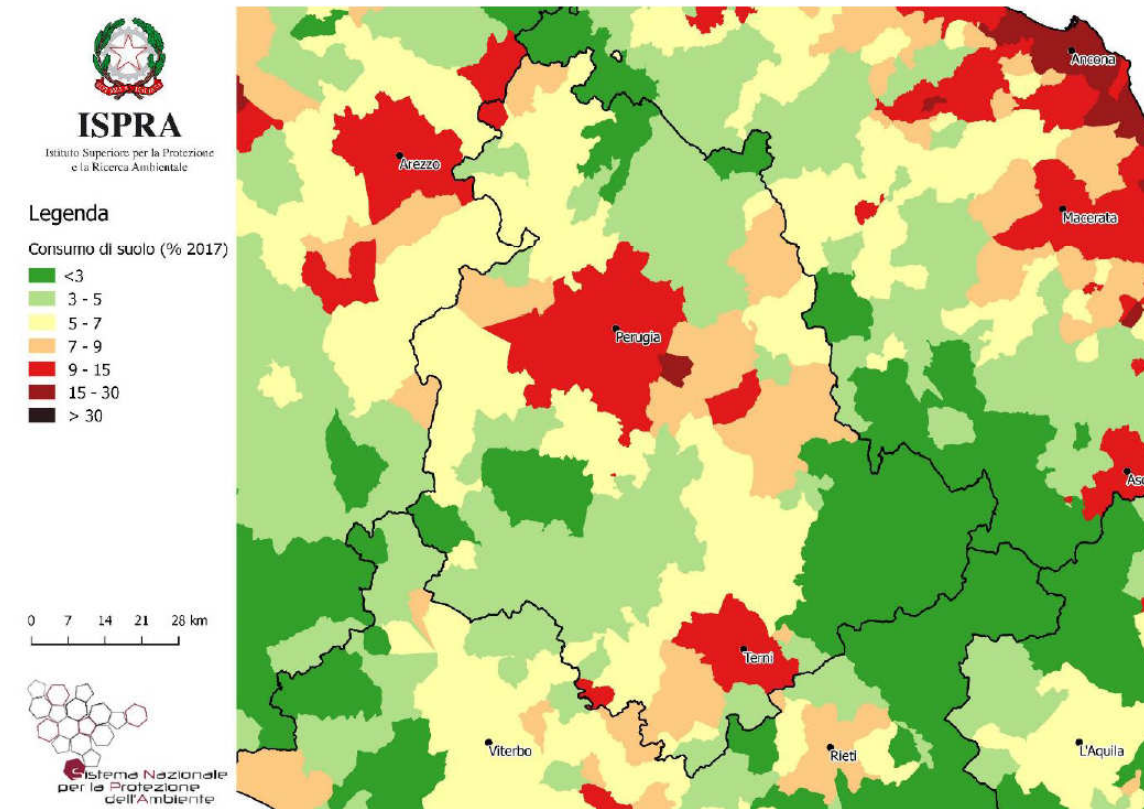 ISPRA
Istituto Superiore per la Protezione
e la Ricerca Ambientale
Legenda
Consumo di suolo (% 2017)
<3
3 - 5
5 - 7
7 - 9
9 - 15
15 - 30
> 30
0 7 14 21 28 km
Sistema Nazionale
per la Protezione
dell'Ambiente
Ancona
Arezzo
Macerata
Perugia
Asc
Terni
Viterbo
Rieti
L'Aquila